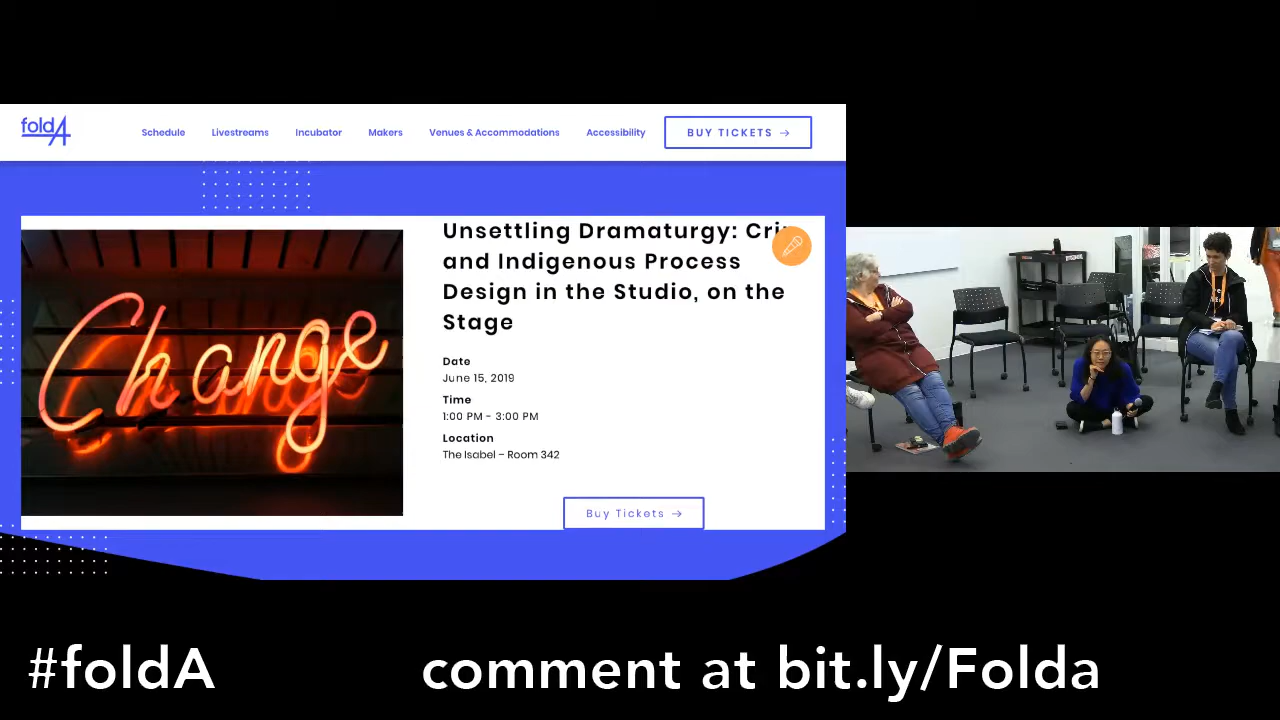 foldA
Schedule Livestreams Incubator Makers Venues & Accommodations Accessibility BUY TICKETS →
Change
Unsettling Dramaturgy: Cri
and Indigenous Process
Design in the Studio, on the
Stage
Date
June 15, 2019
Time
1:00 PM - 3:00 PM
Location
The Isabel – Room 342
Buy Tickets →
#foldA comment at bit.ly/Folda